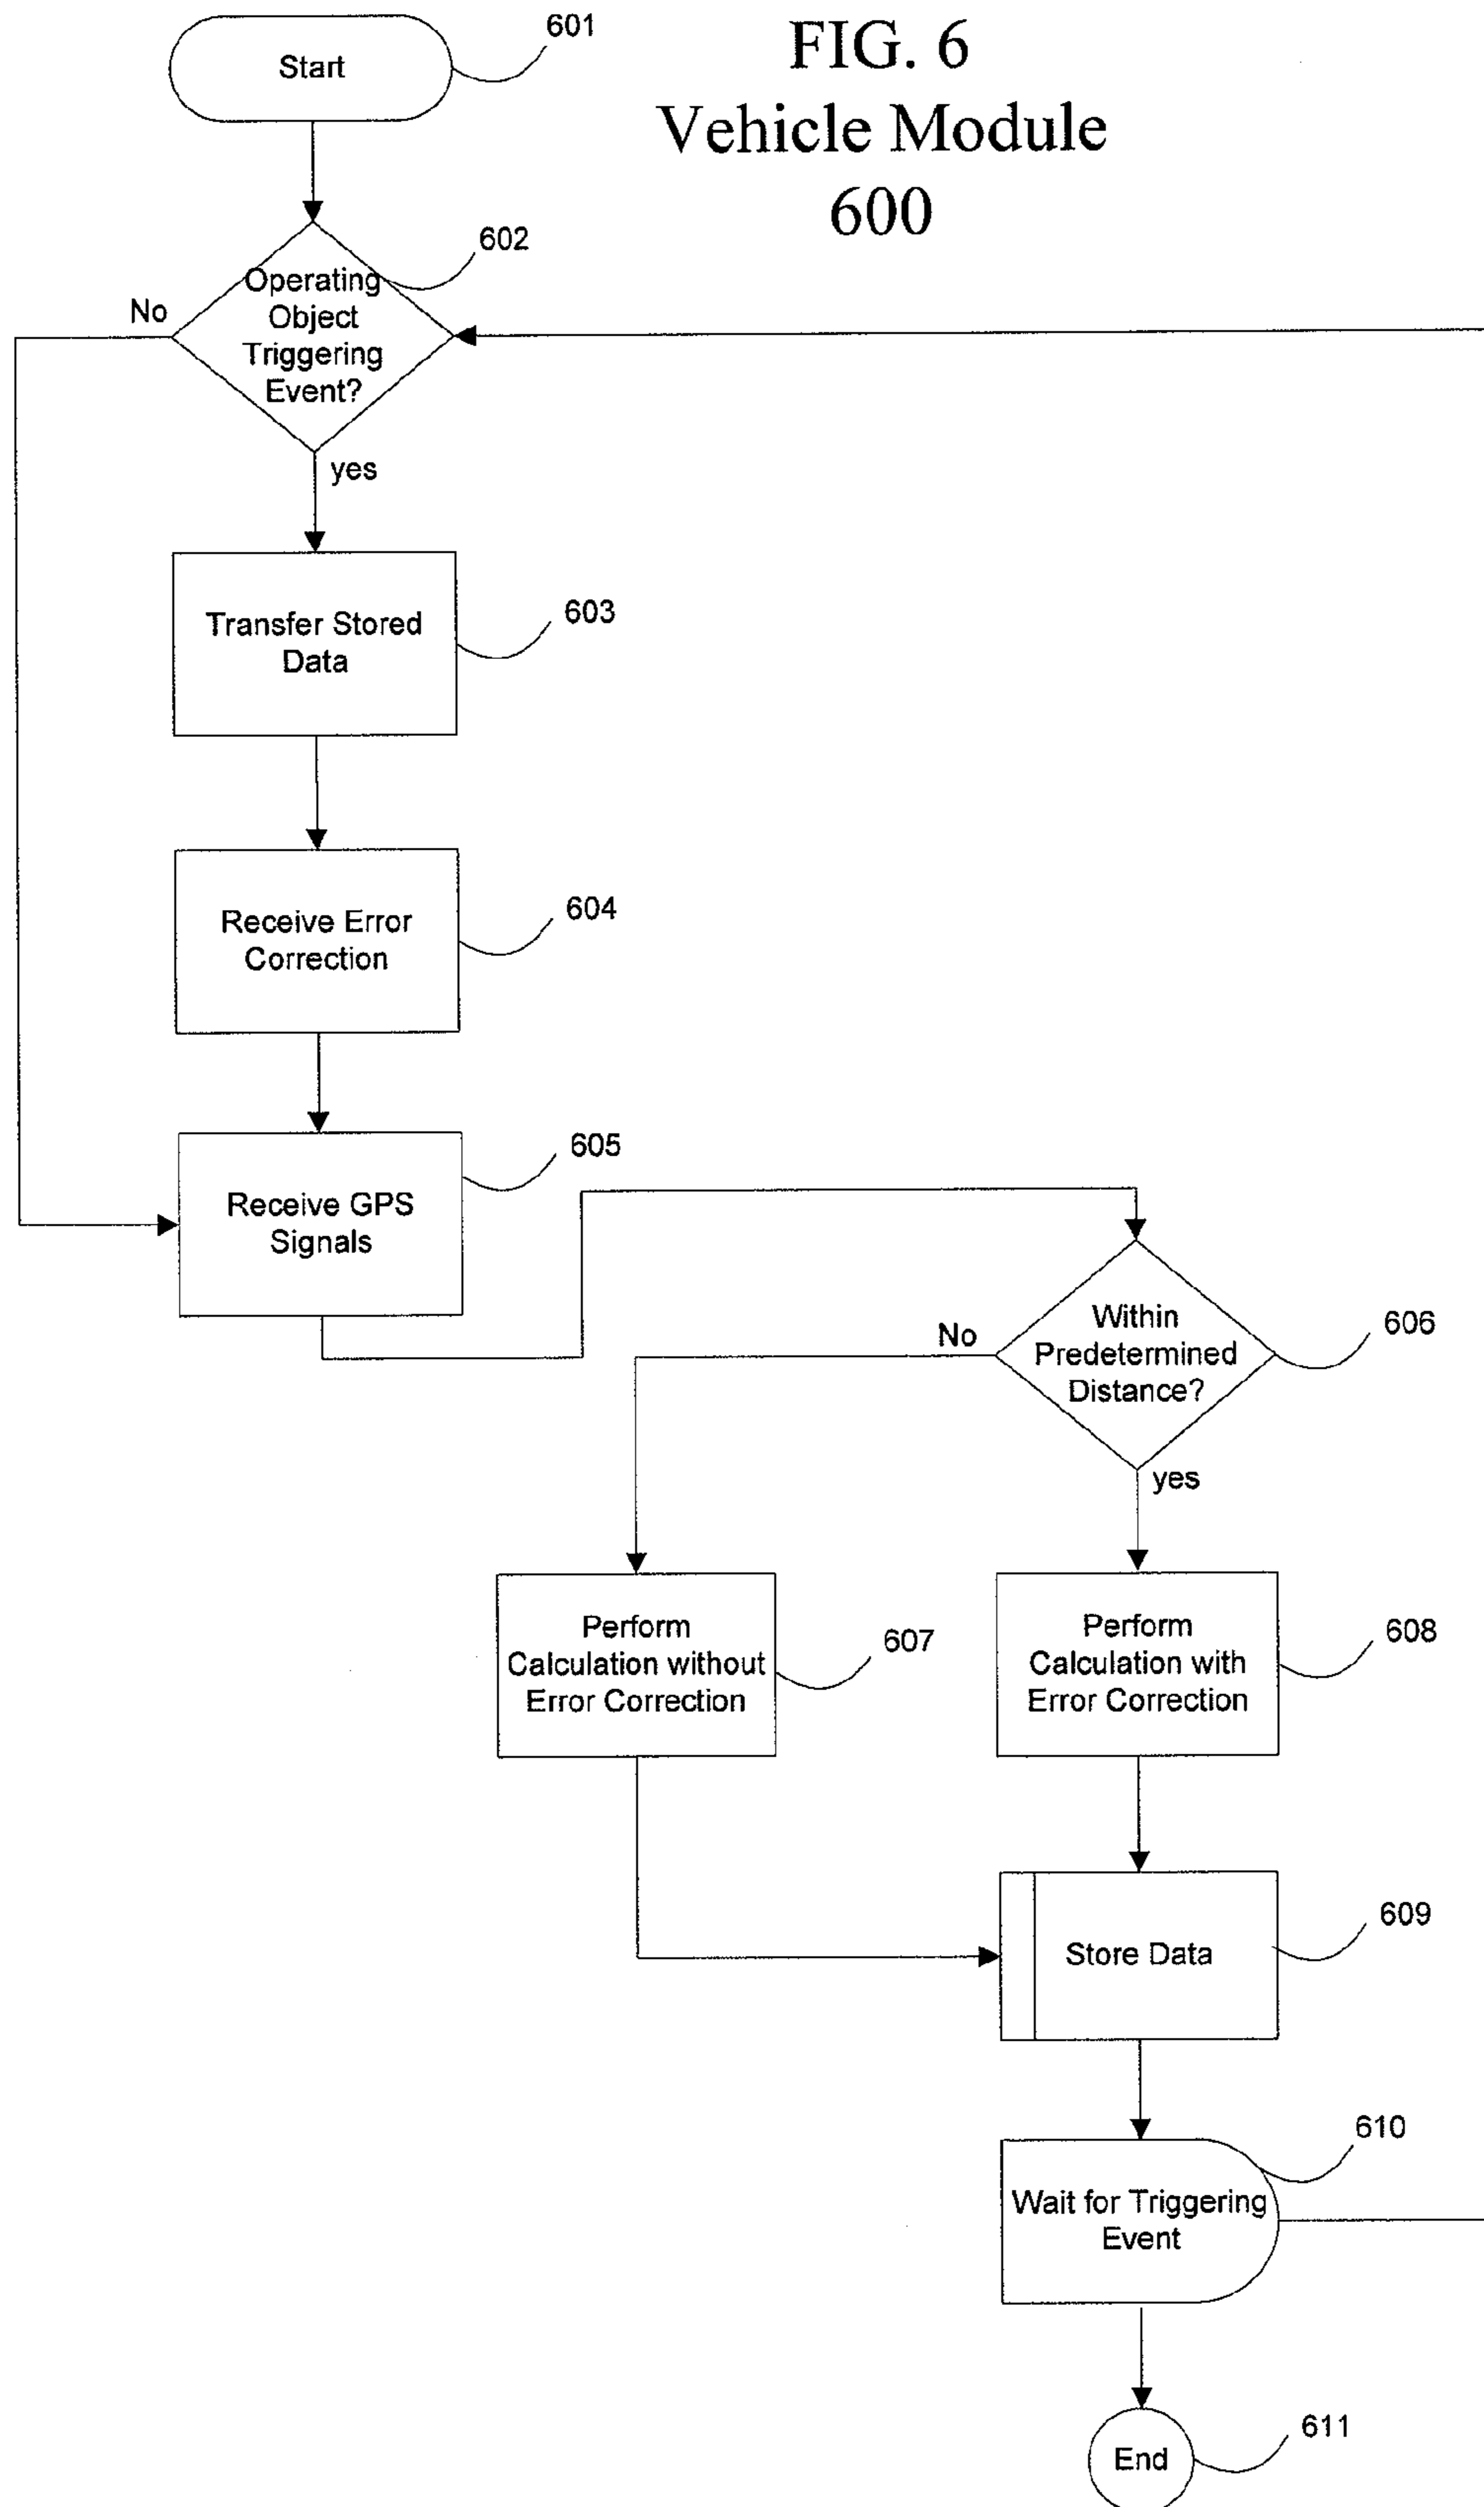 FIG. 6
Vehicle Module
600
Start
601
Operating
Object
Triggering
Event?
602
No
yes
Transfer Stored
Data
603
Receive Error
Correction
604
Receive GPS
Signals
605
Within
Predetermined
Distance?
606
No
yes
Perform
Calculation without
Error Correction
607
Perform
Calculation with
Error Correction
608
Store Data
609
Wait for Triggering
Event
610
End
611